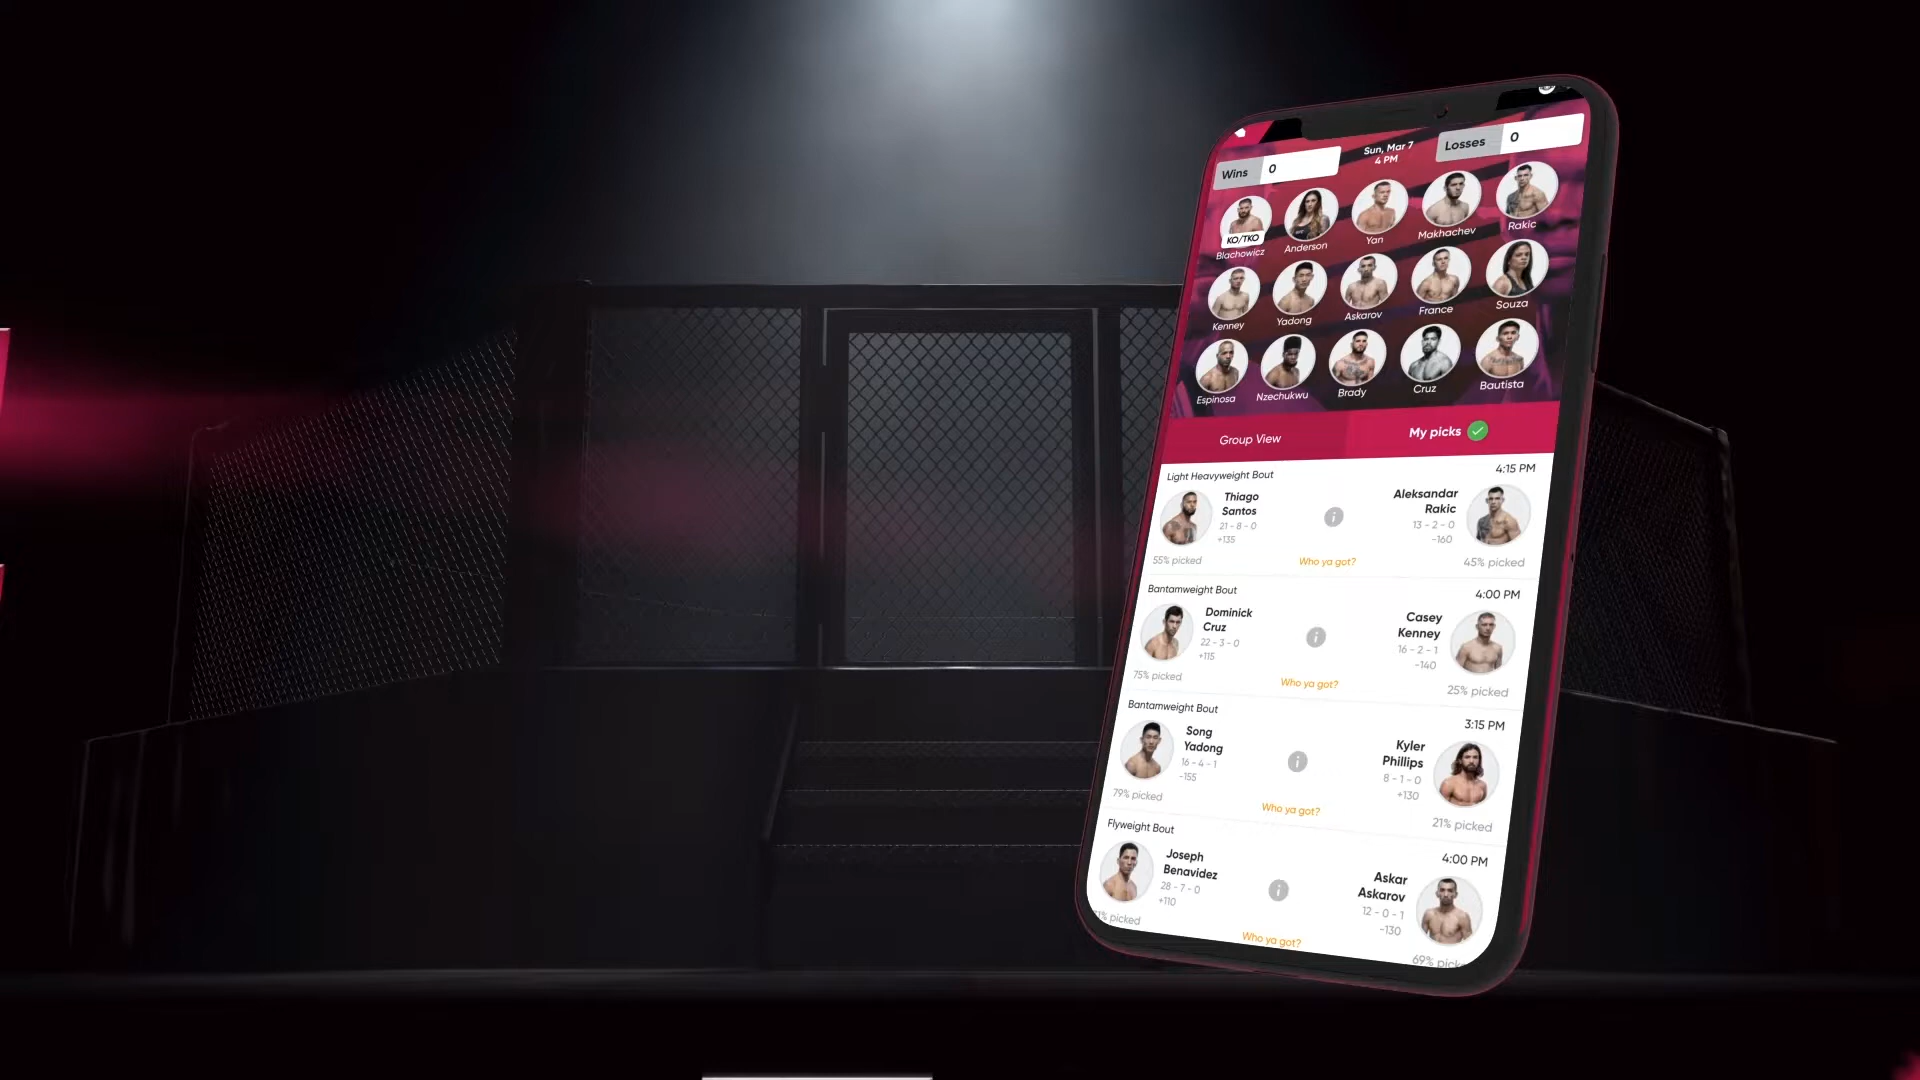 Wins 0
Sun, Mar 7
4 PM
Losses 0
KO/TKO
Blachowicz
Anderson
Yan
Makhachev
Rakic
Kenney
Yadong
Askarov
France
Souza
Espinosa
Nzechukwu
Brady
Cruz
Bautista
Group View
My picks
Light Heavyweight Bout
4:15 PM
Thiago
Santos
21 - 8 - 0
+135
55% picked
Who ya got?
Aleksandar
Rakic
13 - 2 - 0
-160
45% picked
Bantamweight Bout
4:00 PM
Dominick
Cruz
22 - 3 - 0
+115
75% picked
Who ya got?
Casey
Kenney
16 - 2 - 1
-140
25% picked
Bantamweight Bout
3:15 PM
Song
Yadong
16 - 4 - 1
-155
79% picked
Who ya got?
Kyler
Phillips
8 - 1 - 0
+130
21% picked
Flyweight Bout
4:00 PM
Joseph
Benavidez
28 - 7 - 0
+110
picked
Who ya got?
Askar
Askarov
12 - 0 - 1
-130
69%